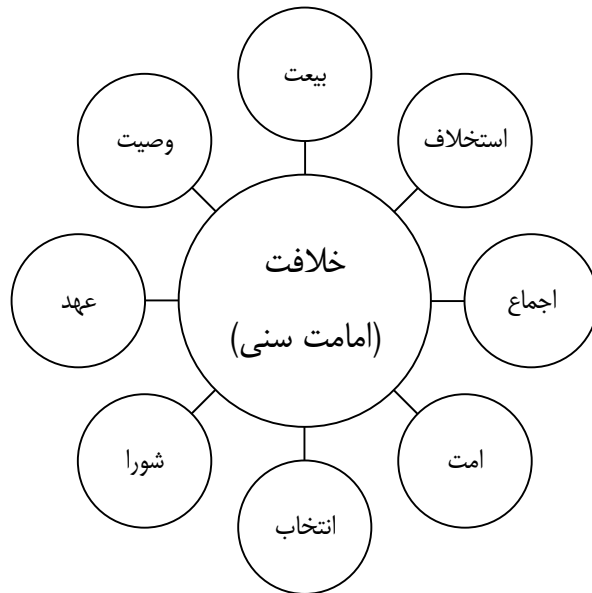 بیعت
استخلاف
وصیت
خلافت
(امامت سنی)
اجماع
عهد
امت
شورا
انتخاب